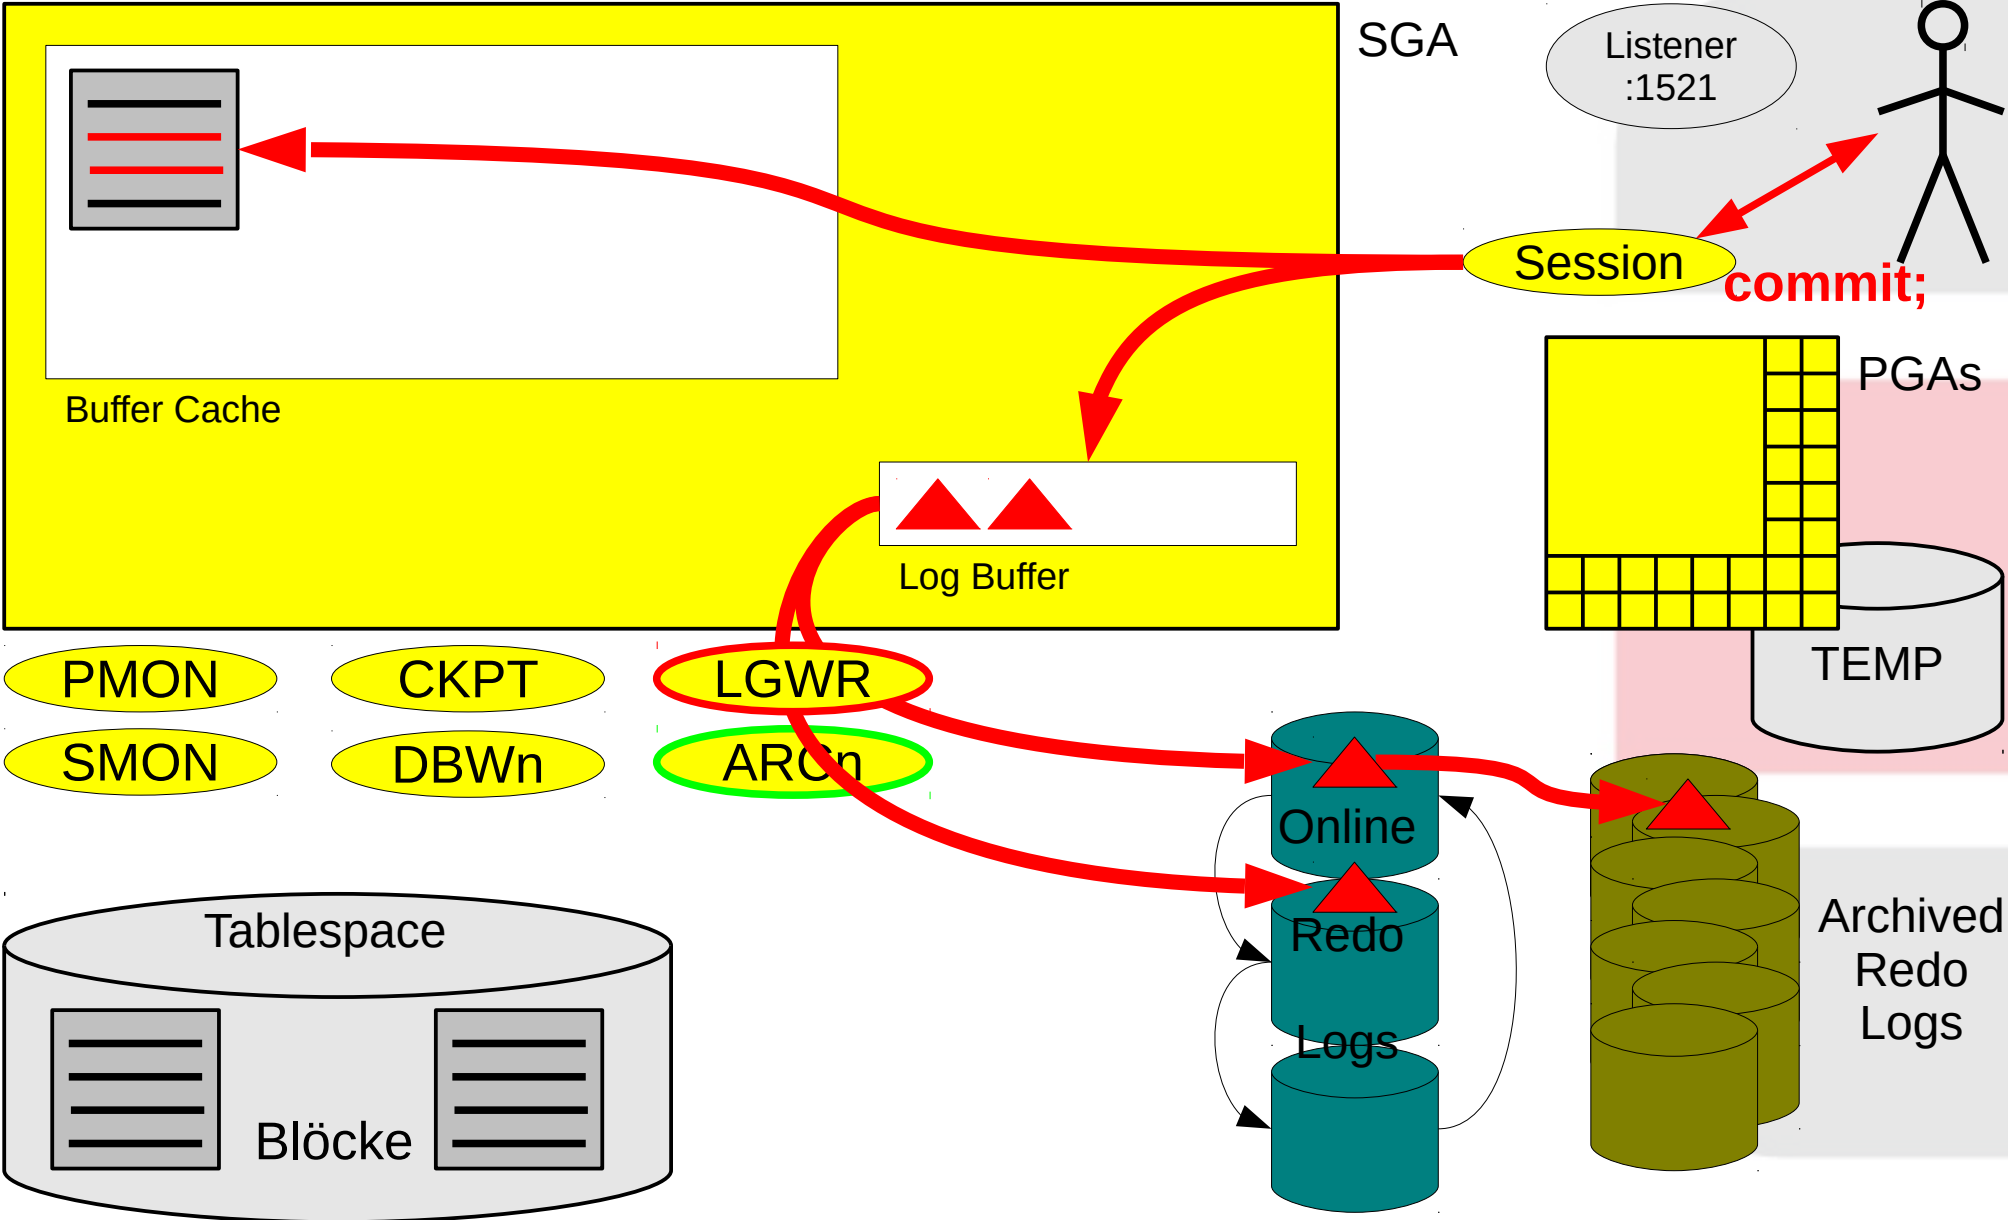 SGA
Listener
:1521
Session
commit;
Buffer Cache
PGAs
Log Buffer
TEMP
PMON
CKPT
LGWR
SMON
DBWn
ARCn
Online
Redo
Logs
Archived
Redo
Logs
Tablespace
Blöcke